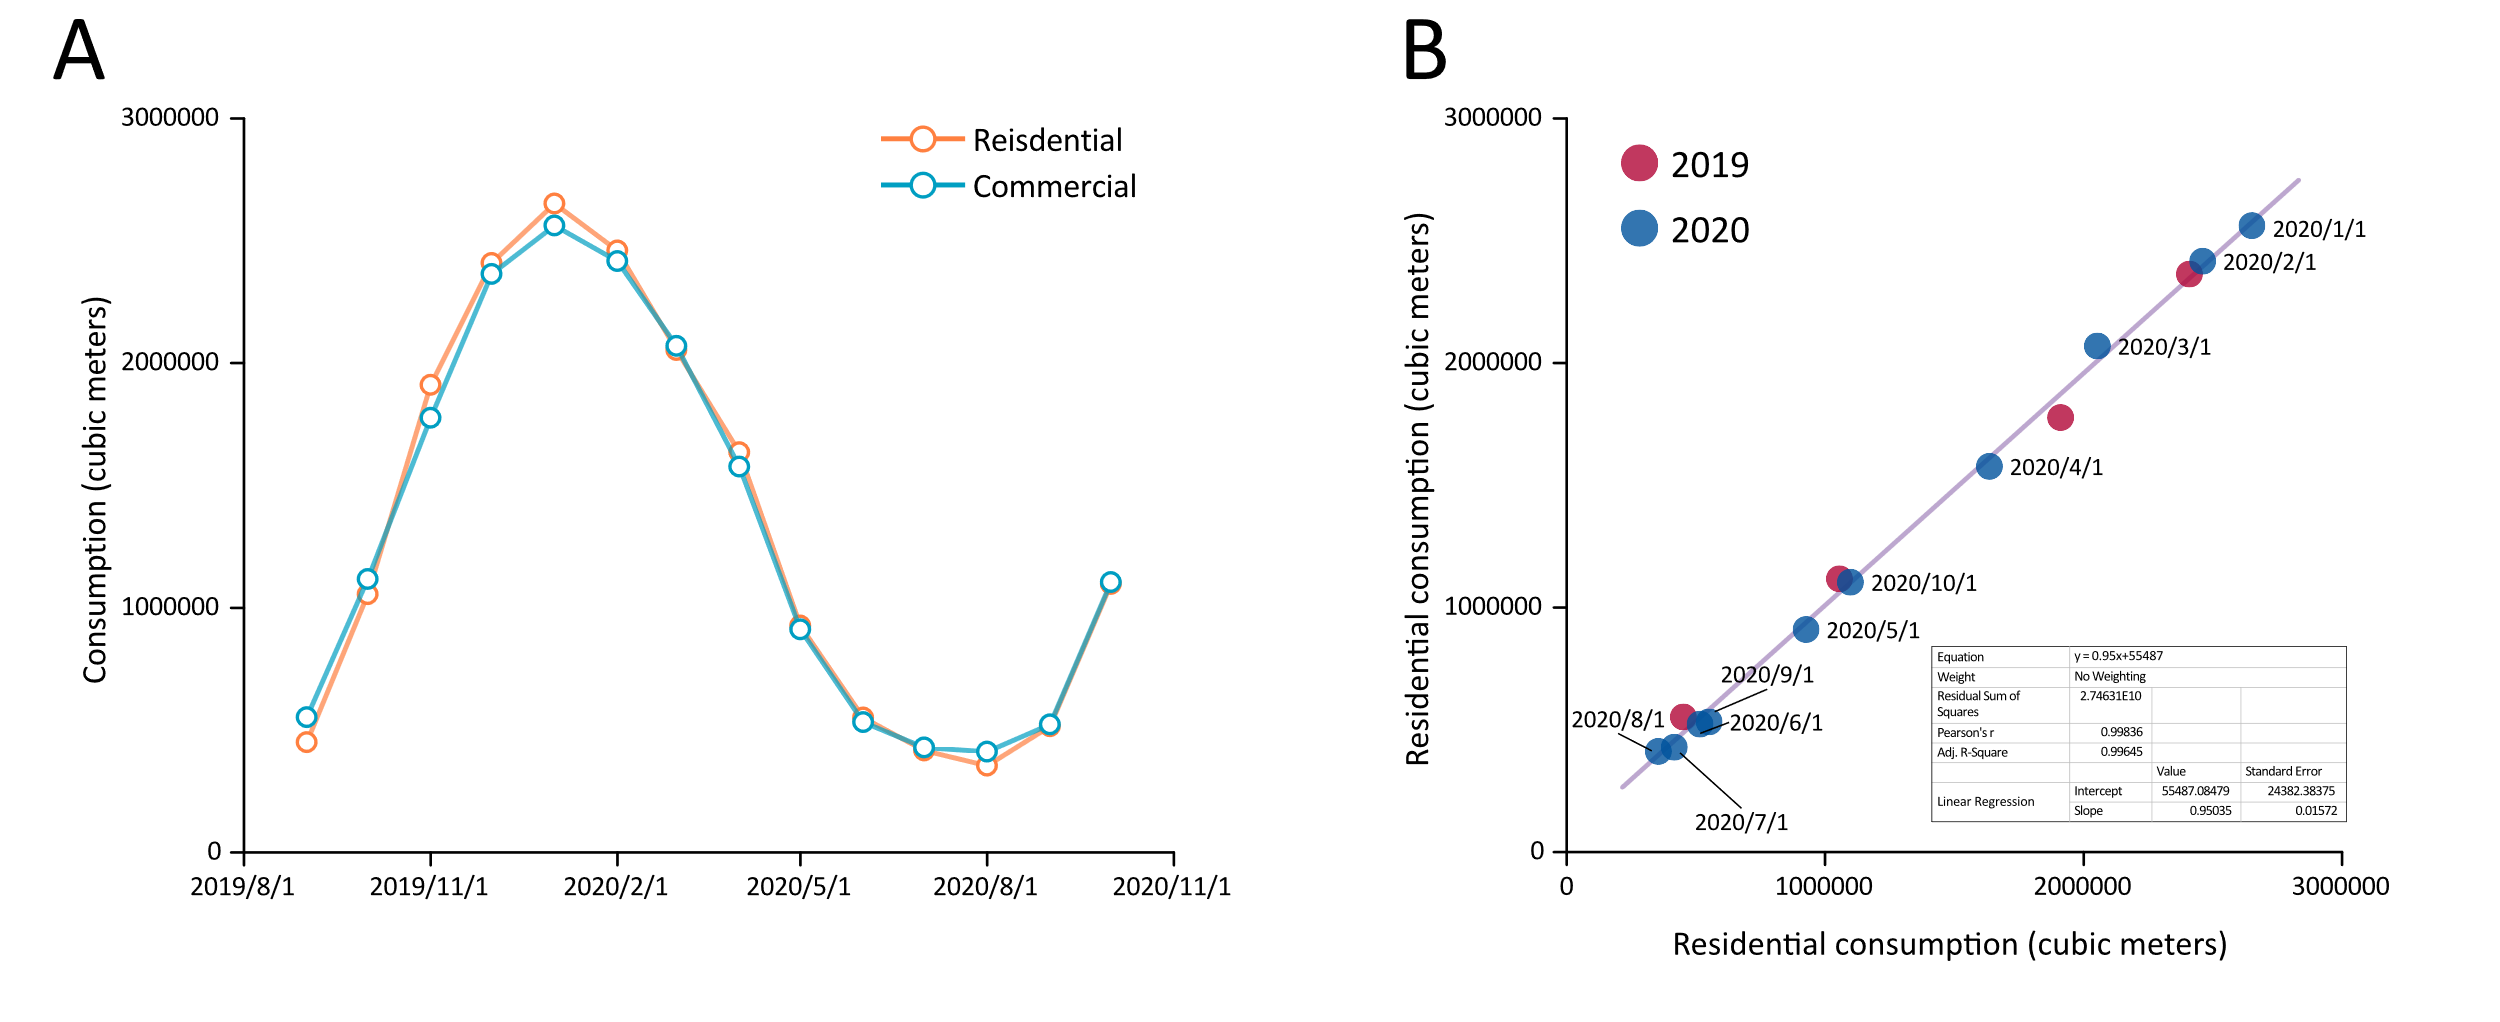 A
3000000
2000000
1000000
0
Consumption (cubic meters)
Reisdential
Commercial
2019/8/1
2019/11/1
2020/2/1
2020/5/1
2020/8/1
2020/11/1
B
3000000
2000000
1000000
0
Residential consumption (cubic meters)
2019
2020
2020/1/1
2020/2/1
2020/3/1
2020/4/1
2020/10/1
2020/5/1
2020/9/1
2020/8/1
2020/6/1
2020/7/1
Equation y = 0.95x+55487
Weight No Weighting
Residual Sum of 2.74631E10
Squares
Pearson's r 0.99836
Adj. R-Square 0.99645
Value Standard Error
Linear Regression
Intercept 55487.08479 24382.38375
Slope 0.95035 0.01572
0
1000000
2000000
3000000
Residential consumption (cubic meters)